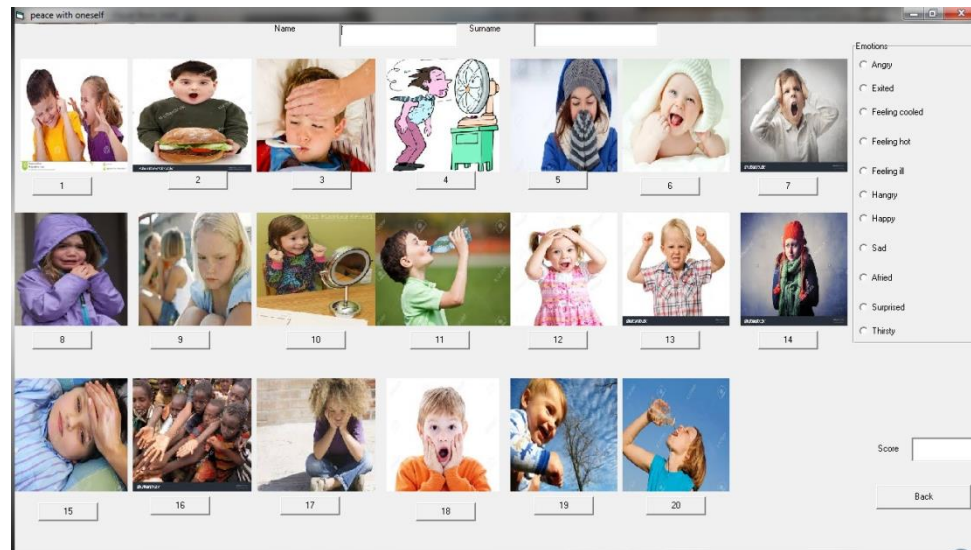 peace with oneself
Name
Surname
Emotions
Angry
Exited
Feeling cooled
Feeling hot
Feeling ill
Hangry
Happy
Sad
Afried
Surprised
Thirsty
1
2
3
4
5
6
7
8
9
10
11
12
13
14
15
16
17
18
19
20
Score
Back